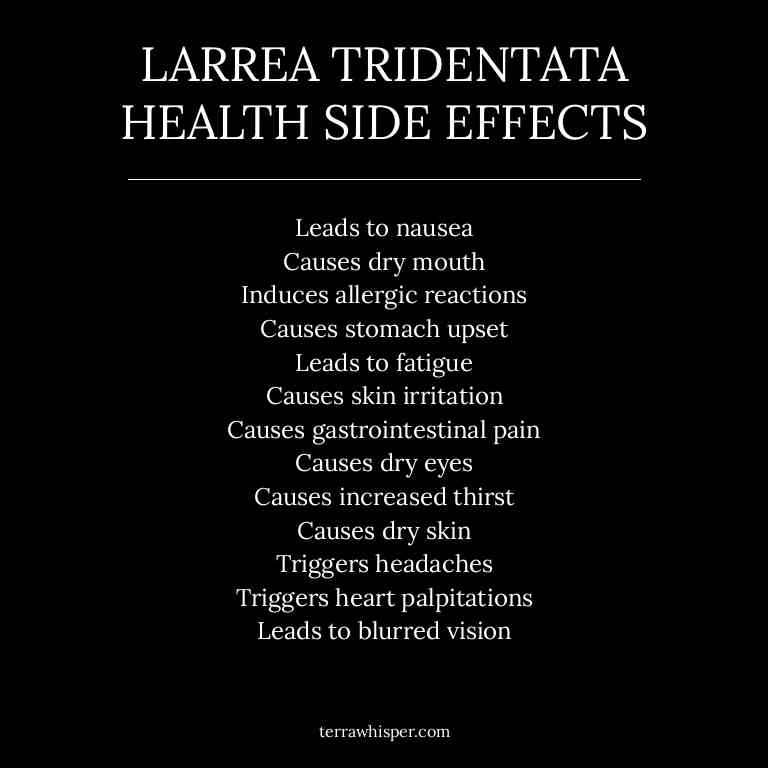 LARREA TRIDENTATA
HEALTH SIDE EFFECTS
Leads to nausea
Causes dry mouth
Induces allergic reactions
Causes stomach upset
Leads to fatigue
Causes skin irritation
Causes gastrointestinal pain
Causes dry eyes
Causes increased thirst
Causes dry skin
Triggers headaches
Triggers heart palpitations
Leads to blurred vision
terrawhisper.com